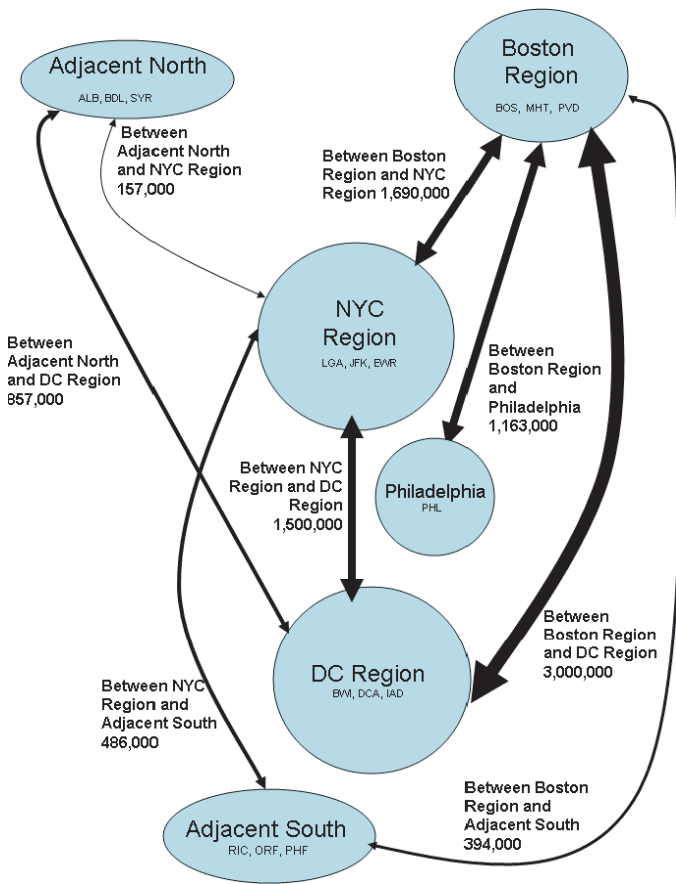 Adjacent North
ALB, BDL, SYR
Boston
Region
BOS, MHT, PVD
Between
Adjacent North
and NYC Region
157,000
Between Boston
Region and NYC
Region 1,690,000
NYC
Region
LGA, JFK, EWR
Between
Adjacent North
and DC Region
857,000
Between
Boston Region
and
Philadelphia
1,163,000
Between NYC
Region and DC
Region
1,500,000
Philadelphia
PHL
Between
Boston Region
and DC Region
3,000,000
DC Region
BWI, DCA, IAD
Between NYC
Region and
Adjacent South
486,000
Between Boston
Region and
Adjacent South
394,000
Adjacent South
RIC, ORF, PHF